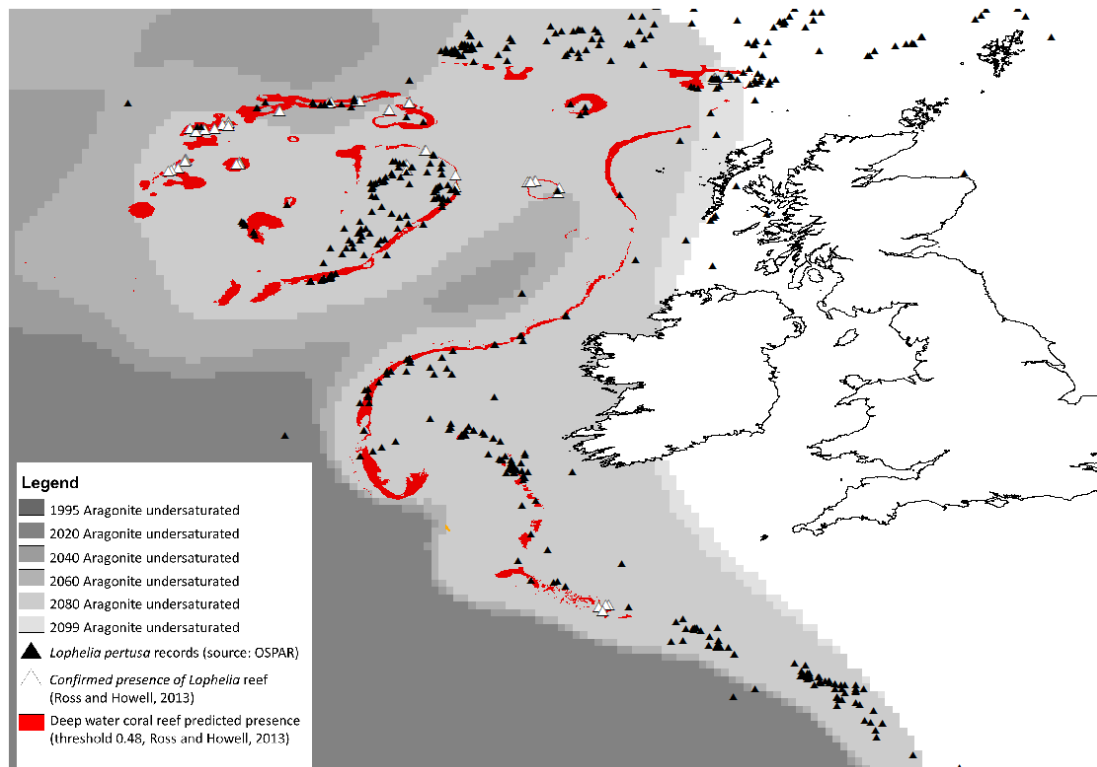 Legend
1995 Aragonite undersaturated
2020 Aragonite undersaturated
2040 Aragonite undersaturated
2060 Aragonite undersaturated
2080 Aragonite undersaturated
2099 Aragonite undersaturated
Lophelia pertusa records (source: OSPAR)
Confirmed presence of Lophelia reef
(Ross and Howell, 2013)
Deep water coral reef predicted presence
(threshold 0.48, Ross and Howell, 2013)